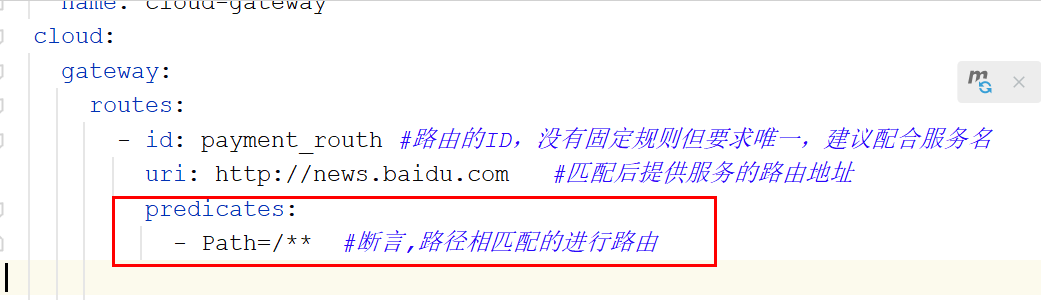 name: cloud-gateway
cloud:
gateway:
routes:
- id: payment_routh #路由的ID，没有固定规则但要求唯一，建议配合服务名
uri: http://news.baidu.com #匹配后提供服务的路由地址
predicates:
- Path=/** #断言,路径相匹配的进行路由